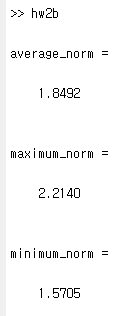 >> hw2b
average_norm =
1.8492
maximum_norm =
2.2140
minimum_norm =
1.5705